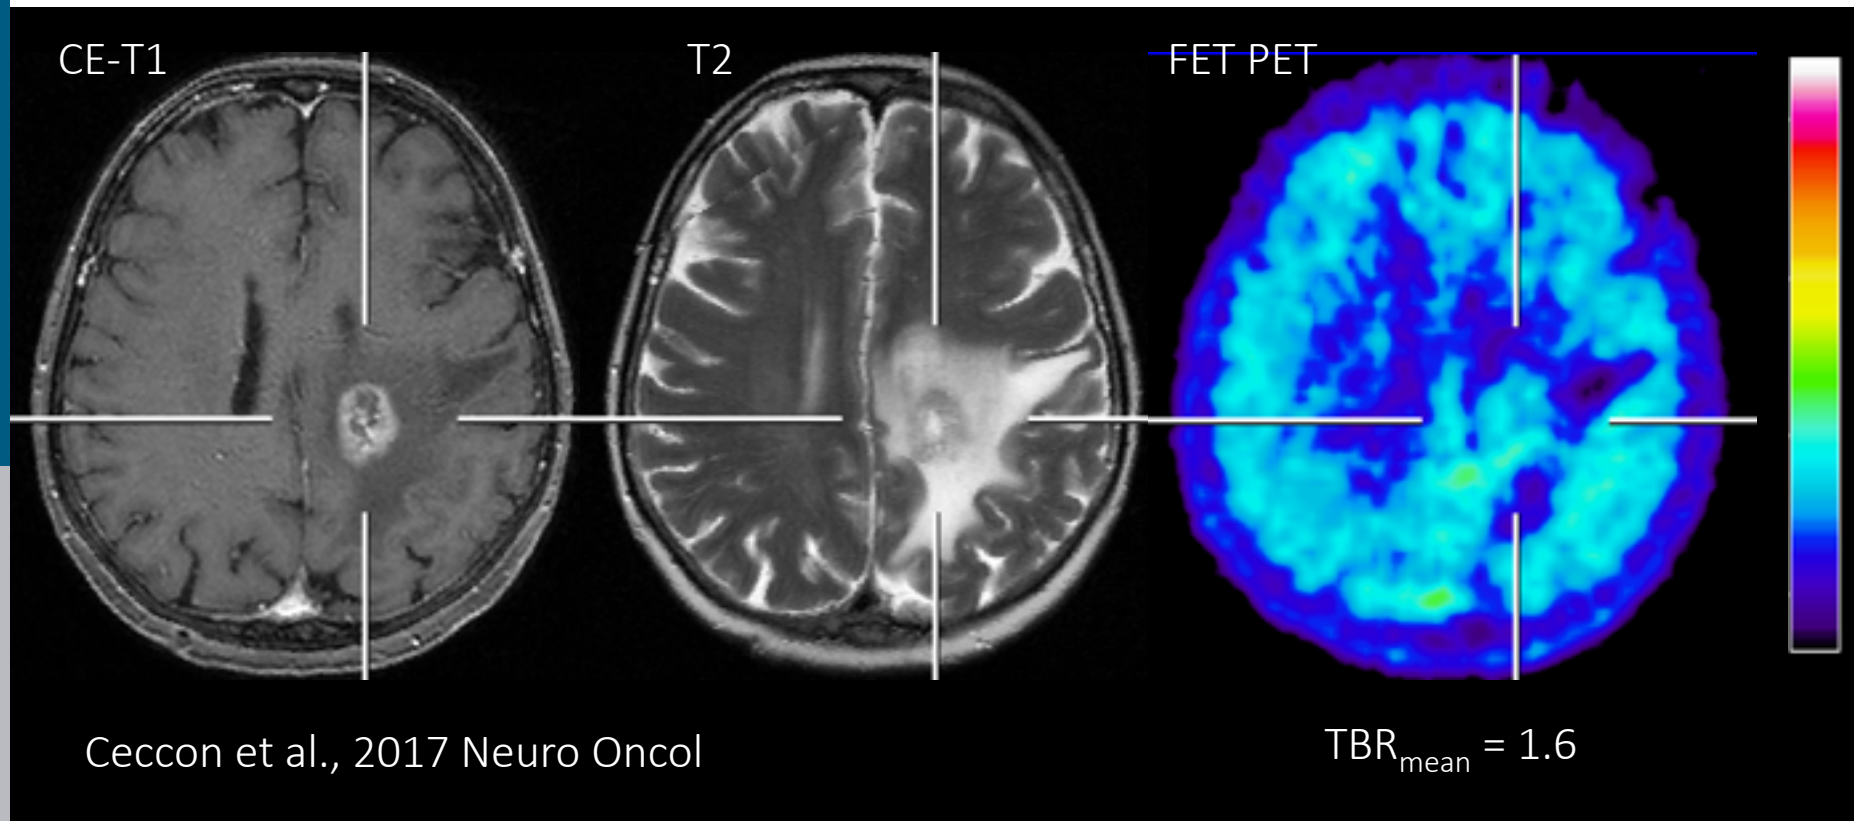 CE-T1
T2
FET PET
Ceccon et al., 2017 Neuro Oncol
TBRmean = 1.6